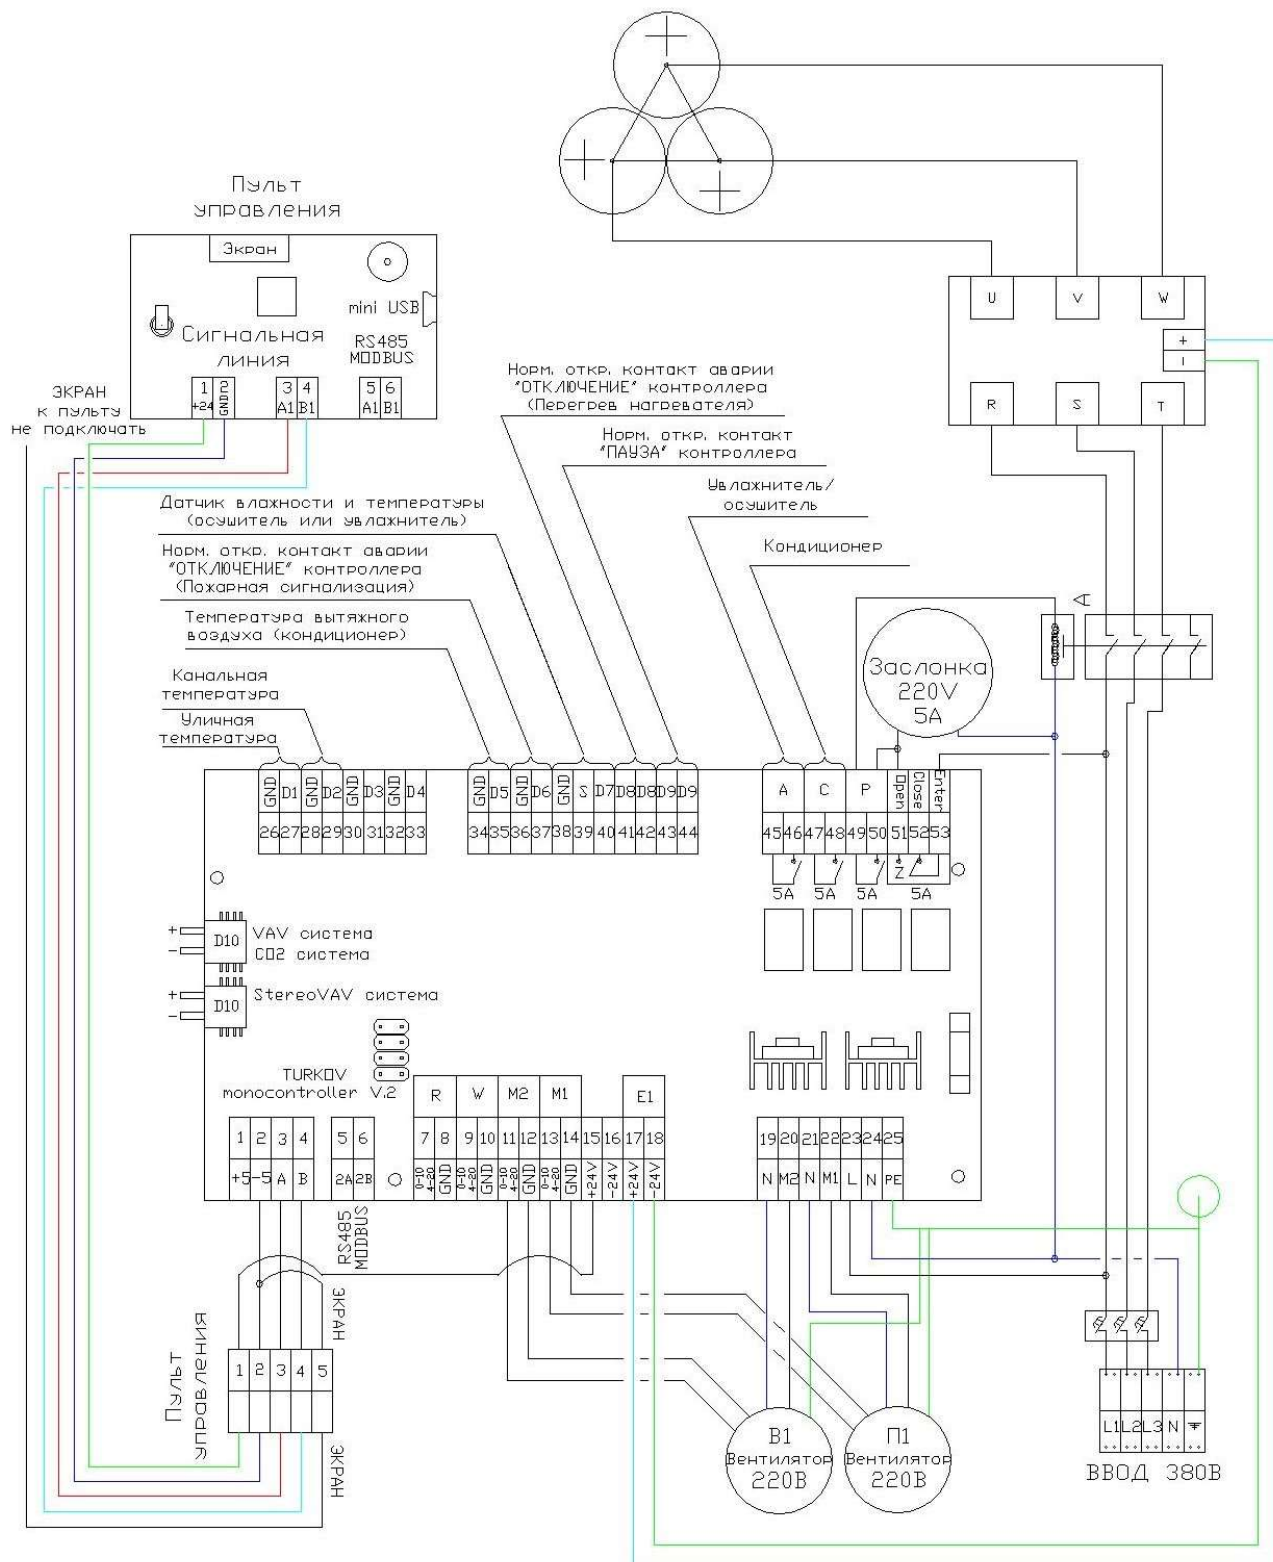 Пульт
управления
Экран
mini USB
Сигнальная
линия
RS485
MODBUS
1 2 3 4 5 6
+24 GND A1 B1 A1 B1
ЭКРАН
к пульту
не подключать
U V W
+
-
R S T
Норм. откр. контакт аварии
"ОТКЛЮЧЕНИЕ" контроллера
(Перегрев нагревателя)
Норм. откр. контакт
"ПАУЗА" контроллера
Увлажнитель/
осушитель
Кондиционер
Датчик влажности и температуры
(осушитель или увлажнитель)
Норм. откр. контакт аварии
"ОТКЛЮЧЕНИЕ" контроллера
(Пожарная сигнализация)
Температура вытяжного
воздуха (кондиционер)
Канальная
температура
Уличная
температура
A
Заслонка
220V
5A
GND D1 GND D2 GND D3 GND D4
26 27 28 29 30 31 32 33
GND D5 GND D6 GND S D7 D8 D8 D9 D9
34 35 36 37 38 39 40 41 42 43 44
A C P Open Close Enter
45 46 47 48 49 50 51 52 53
Z
5A 5A 5A 5A
+
-
D10
VAV система
CO2 система
+
-
D10
StereoVAV система
TURKOV
monocontroller V.2
R W M2 M1 E1
1 2 3 4 5 6
+5 -5 A B 2A 2B
7 8 9 10 11 12 13 14 15 16 17 18
0-10 4-20 GND 0-10 4-20 GND 0-10 4-20 GND 0-10 4-20 GND +24V -24V +24V -24V
19 20 21 22 23 24 25
N M2 N M1 L N PE
RS485
MODBUS
ЭКРАН
Пульт
управления
1 2 3 4 5
ЭКРАН
В1
Вентилятор
220В
П1
Вентилятор
220В
L1 L2 L3 N
ВВОД 380В